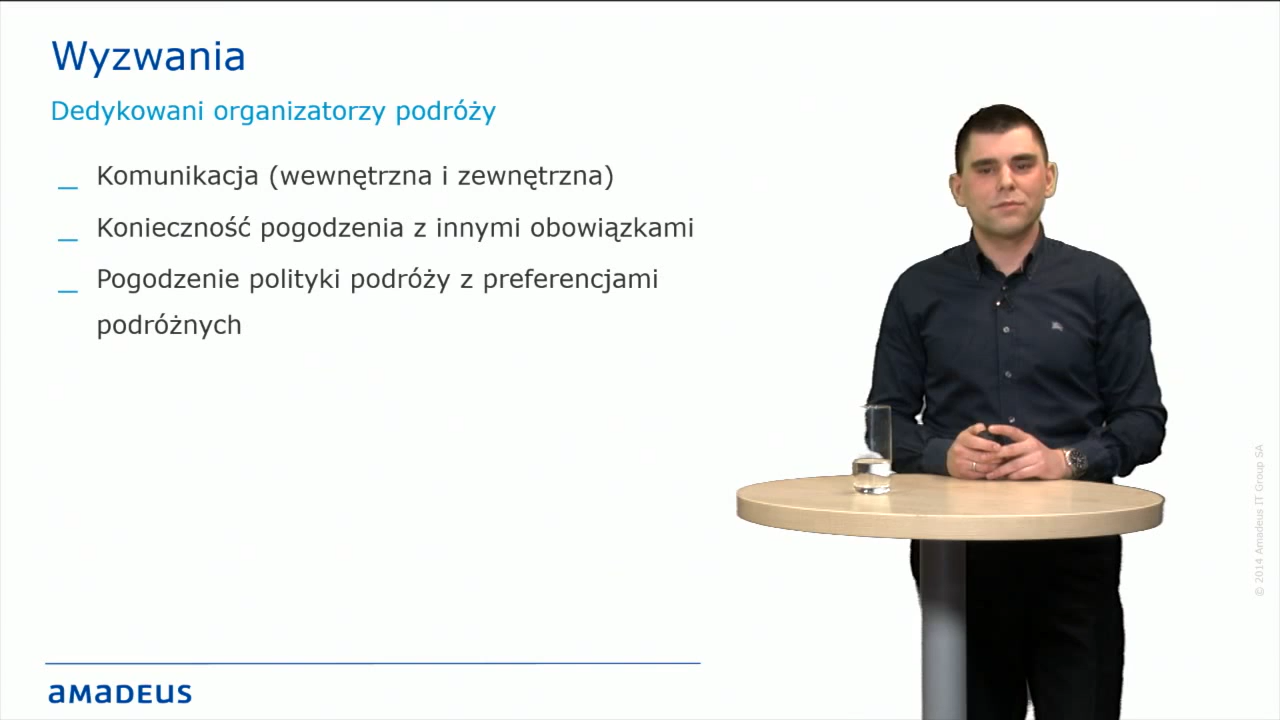 Wyzwania
Dedykowani organizatorzy podróży
_ Komunikacja (wewnętrzna i zewnętrzna)
_ Konieczność pogodzenia z innymi obowiązkami
_ Pogodzenie polityki podróży z preferencjami
podróżnych
© 2014 Amadeus IT Group SA
aMaDEUS